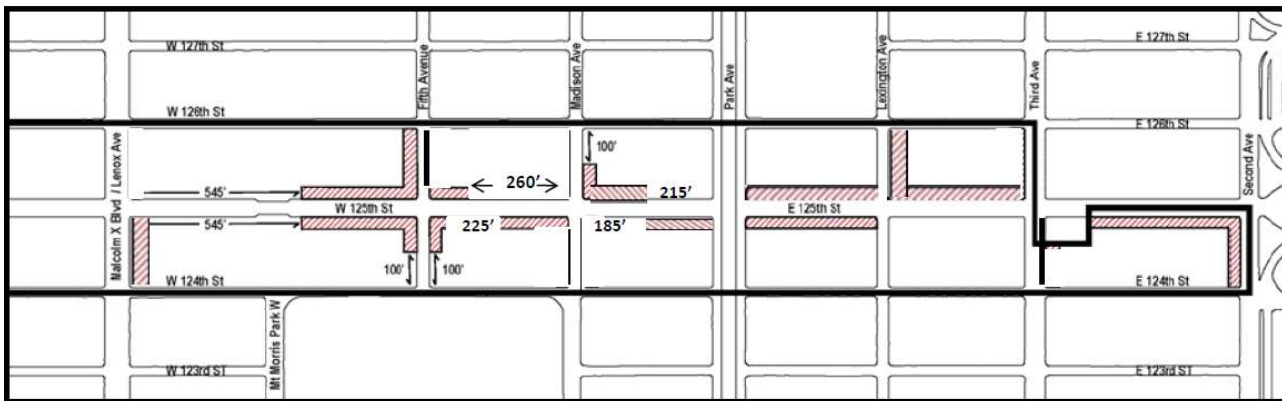 W 127th St
E 127th St
Fifth Avenue
Madison Ave
Park Ave
Lexington Ave
Third Ave
W 126th St
E 126th St
Malcolm X Blvd / Lenox Ave
Second Ave
100'
545'
260'
215'
W 125th St
E 125th St
545'
225'
185'
100'
100'
W 124th St
E 124th St
Mt Morris Park W
W 123rd ST
E 123rd ST